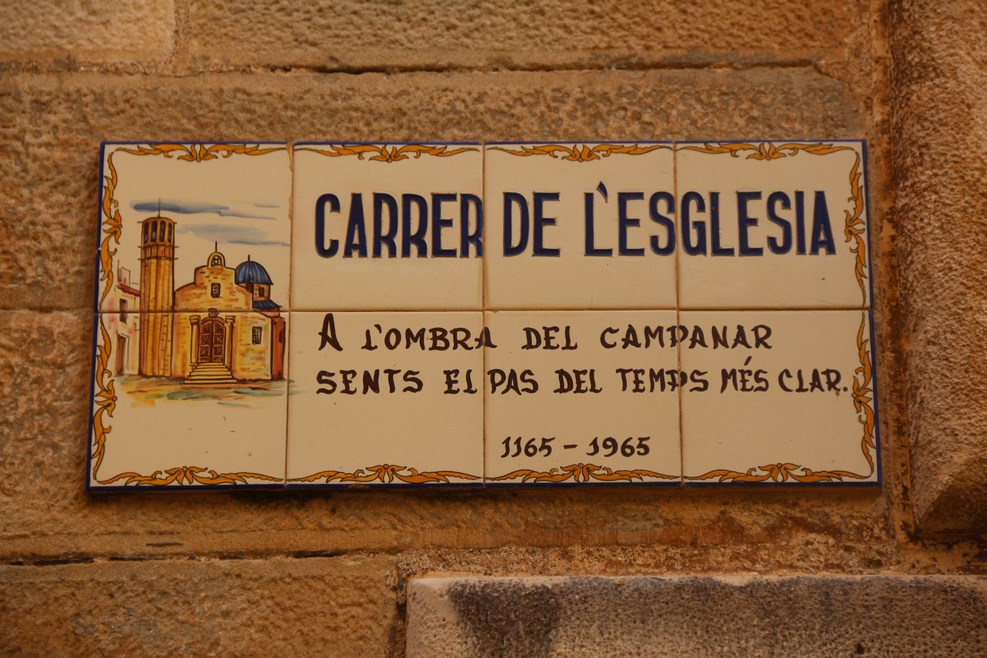 CARRER DE L'ESGLESIA
A L'OMBRA DEL CAMPANAR
SENTS EL PAS DEL TEMPS MÉS CLAR.
1165 - 1965